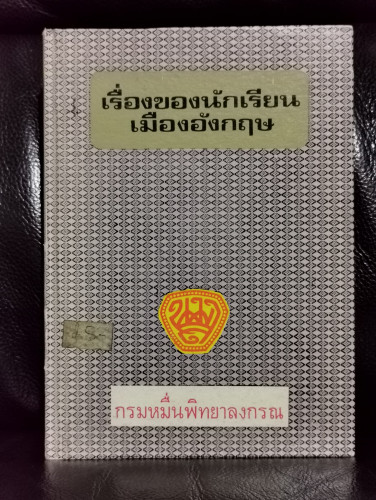 เรื่องของนักเรียน
เมืองอังกฤษ
กรมหมื่นพิทยาลงกรณ